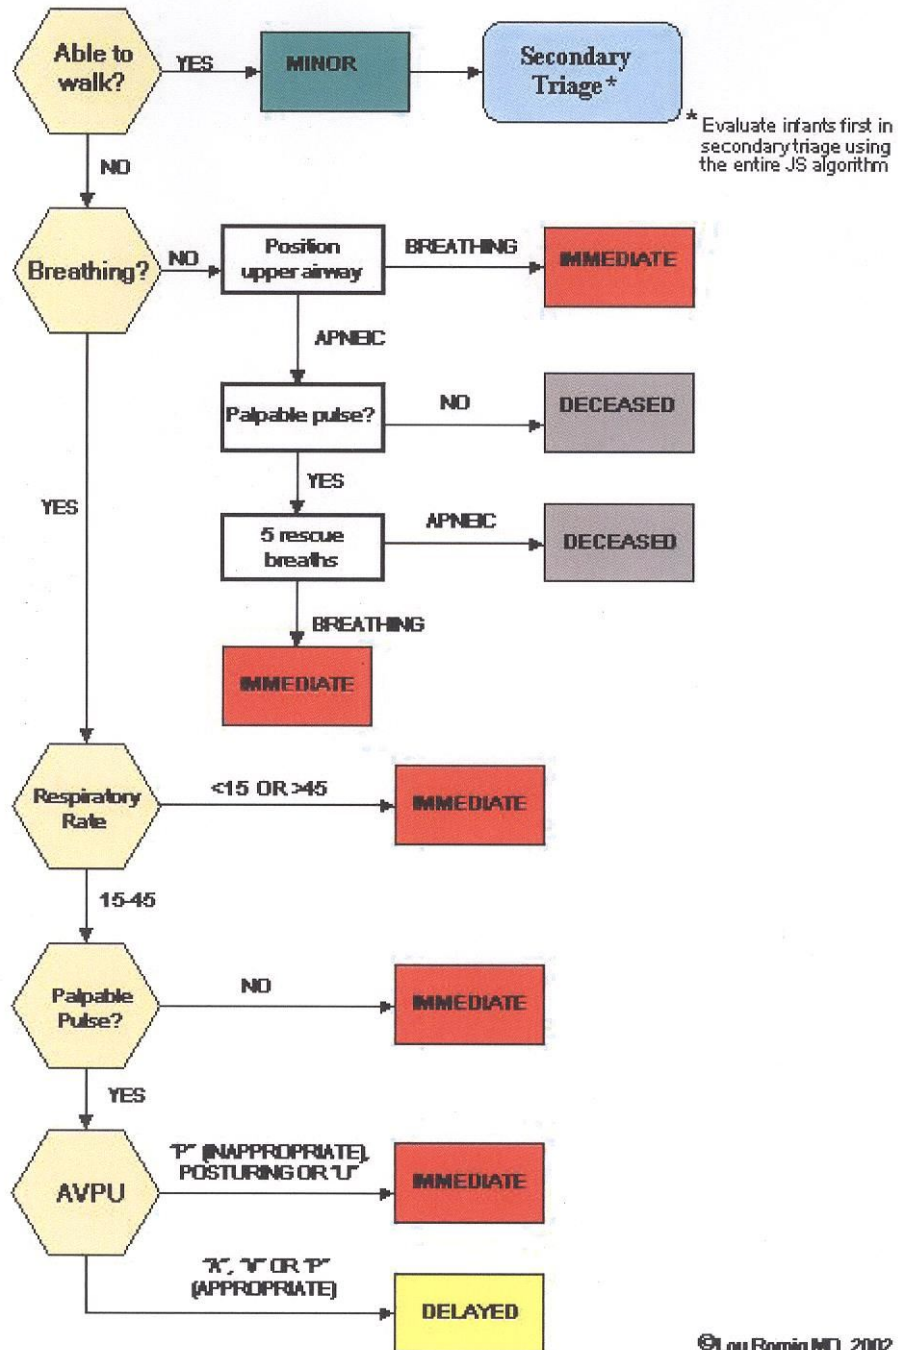 Able to
walk?
YES
MINOR
Secondary
Triage*
* Evaluate infants first in
secondary triage using
the entire JS algorithm
NO
Breathing?
NO
Position
upper airway
BREATHING
IMMEDIATE
APNEIC
Palpable pulse?
NO
DECEASED
YES
5 rescue
breaths
APNEIC
DECEASED
BREATHING
IMMEDIATE
YES
Respiratory
Rate
<15 OR >45
IMMEDIATE
15-45
Palpable
Pulse?
NO
IMMEDIATE
YES
AVPU
"P" (INAPPROPRIATE),
POSTURING OR "U"
IMMEDIATE
"A", "V" OR "P"
(APPROPRIATE)
DELAYED
©Lou Romig MD, 2002